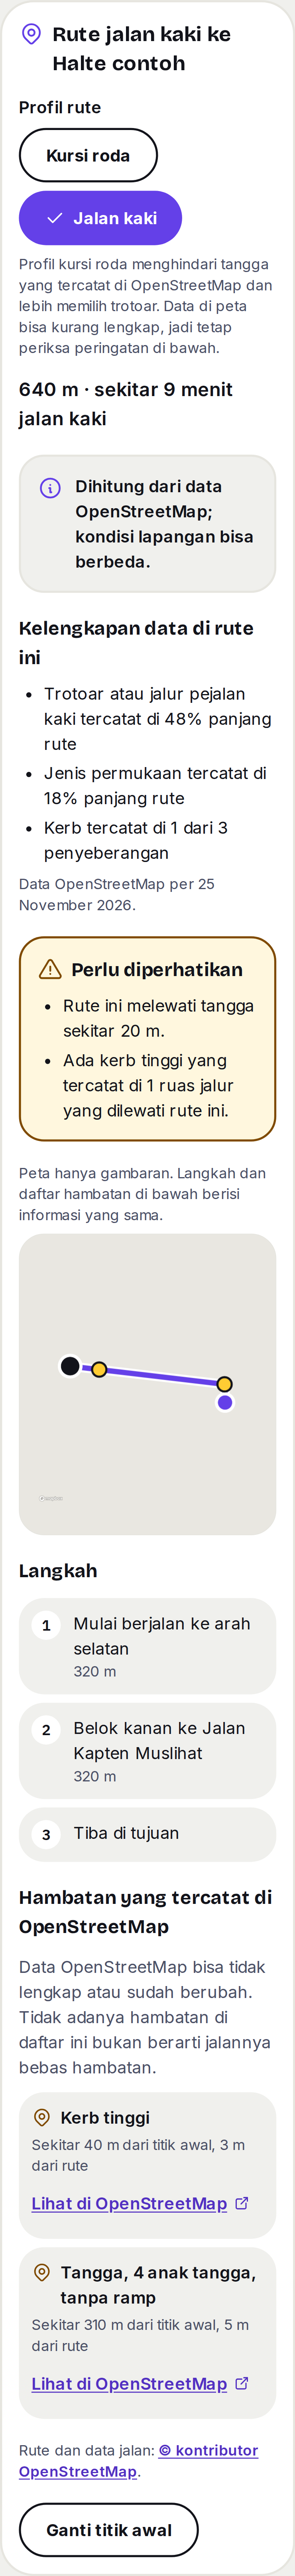 Rute jalan kaki ke
Halte contoh
Profil rute
Kursi roda
Jalan kaki
Profil kursi roda menghindari tangga
yang tercatat di OpenStreetMap dan
lebih memilih trotoar. Data di peta
bisa kurang lengkap, jadi tetap
periksa peringatan di bawah.
640 m · sekitar 9 menit
jalan kaki
Dihitung dari data
OpenStreetMap;
kondisi lapangan bisa
berbeda.
Kelengkapan data di rute
ini
• Trotoar atau jalur pejalan
kaki tercatat di 48% panjang
rute
• Jenis permukaan tercatat di
18% panjang rute
• Kerb tercatat di 1 dari 3
penyeberangan
Data OpenStreetMap per 25
November 2026.
Perlu diperhatikan
• Rute ini melewati tangga
sekitar 20 m.
• Ada kerb tinggi yang
tercatat di 1 ruas jalur
yang dilewati rute ini.
Peta hanya gambaran. Langkah dan
daftar hambatan di bawah berisi
informasi yang sama.
Langkah
1 Mulai berjalan ke arah
selatan
320 m
2 Belok kanan ke Jalan
Kapten Muslihat
320 m
3 Tiba di tujuan
Hambatan yang tercatat di
OpenStreetMap
Data OpenStreetMap bisa tidak
lengkap atau sudah berubah.
Tidak adanya hambatan di
daftar ini bukan berarti jalannya
bebas hambatan.
Kerb tinggi
Sekitar 40 m dari titik awal, 3 m
dari rute
Lihat di OpenStreetMap
Tangga, 4 anak tangga,
tanpa ramp
Sekitar 310 m dari titik awal, 5 m
dari rute
Lihat di OpenStreetMap
Rute dan data jalan: © kontributor
OpenStreetMap.
Ganti titik awal